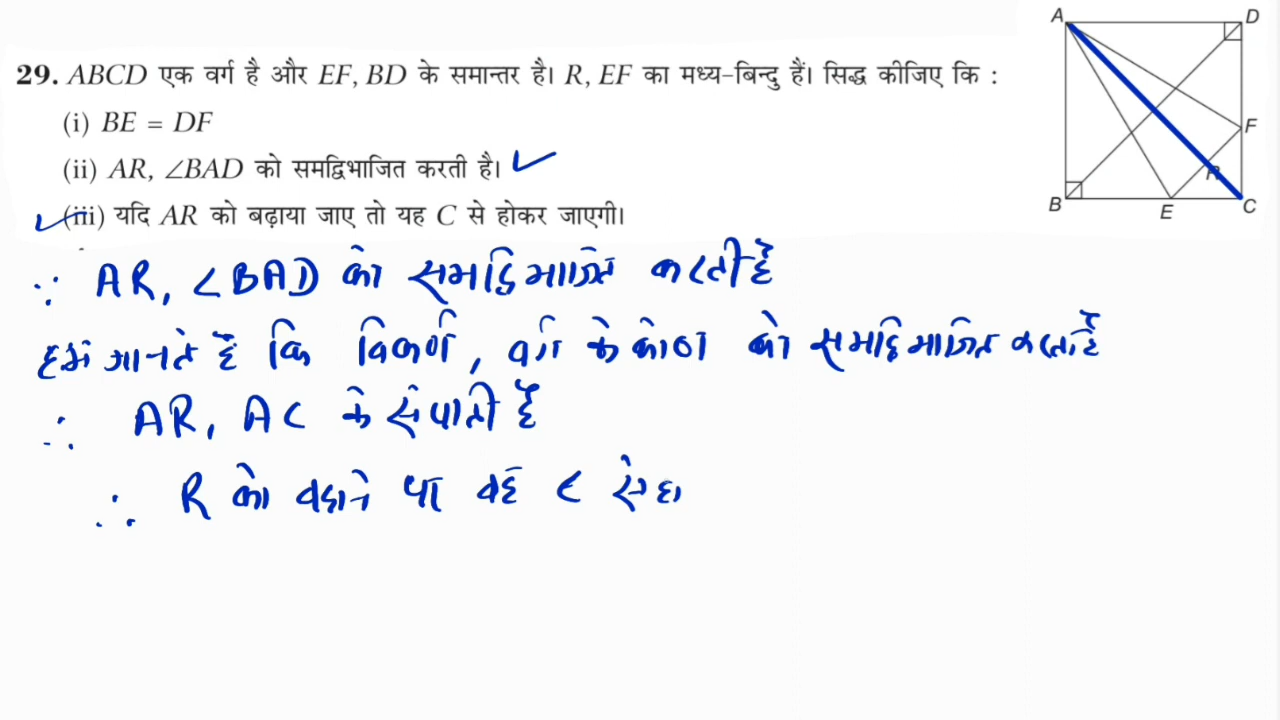 29. ABCD एक वर्ग है और EF, BD के समान्तर है। R, EF का मध्य-बिन्दु हैं। सिद्ध कीजिए कि :
(i) BE = DF
(ii) AR, ∠BAD को समद्विभाजित करती है।
(iii) यदि AR को बढ़ाया जाए तो यह C से होकर जाएगी।
A D
F
R
B E C
∵ AR, ∠BAD को समद्विभाजित करती है
हम जानते है कि विकर्ण, वर्ग के कोण को समद्विभाजित करता है
∴ AR, AC के संपाती है
∴ R को बढ़ाने पर वह C से हो